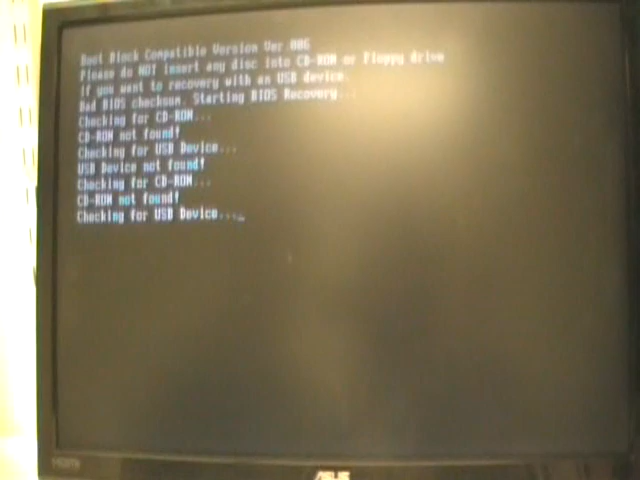 Boot Block Compatible Version Ver.006
Please do NOT insert any disc into CD-ROM or Floppy drive
if you want to recovery with an USB device.
Bad BIOS checksum. Starting BIOS Recovery...
Checking for CD-ROM...
CD-ROM not found!
Checking for USB Device...
USB Device not found!
Checking for CD-ROM...
CD-ROM not found!
Checking for USB Device..._
HDMI
ASUS